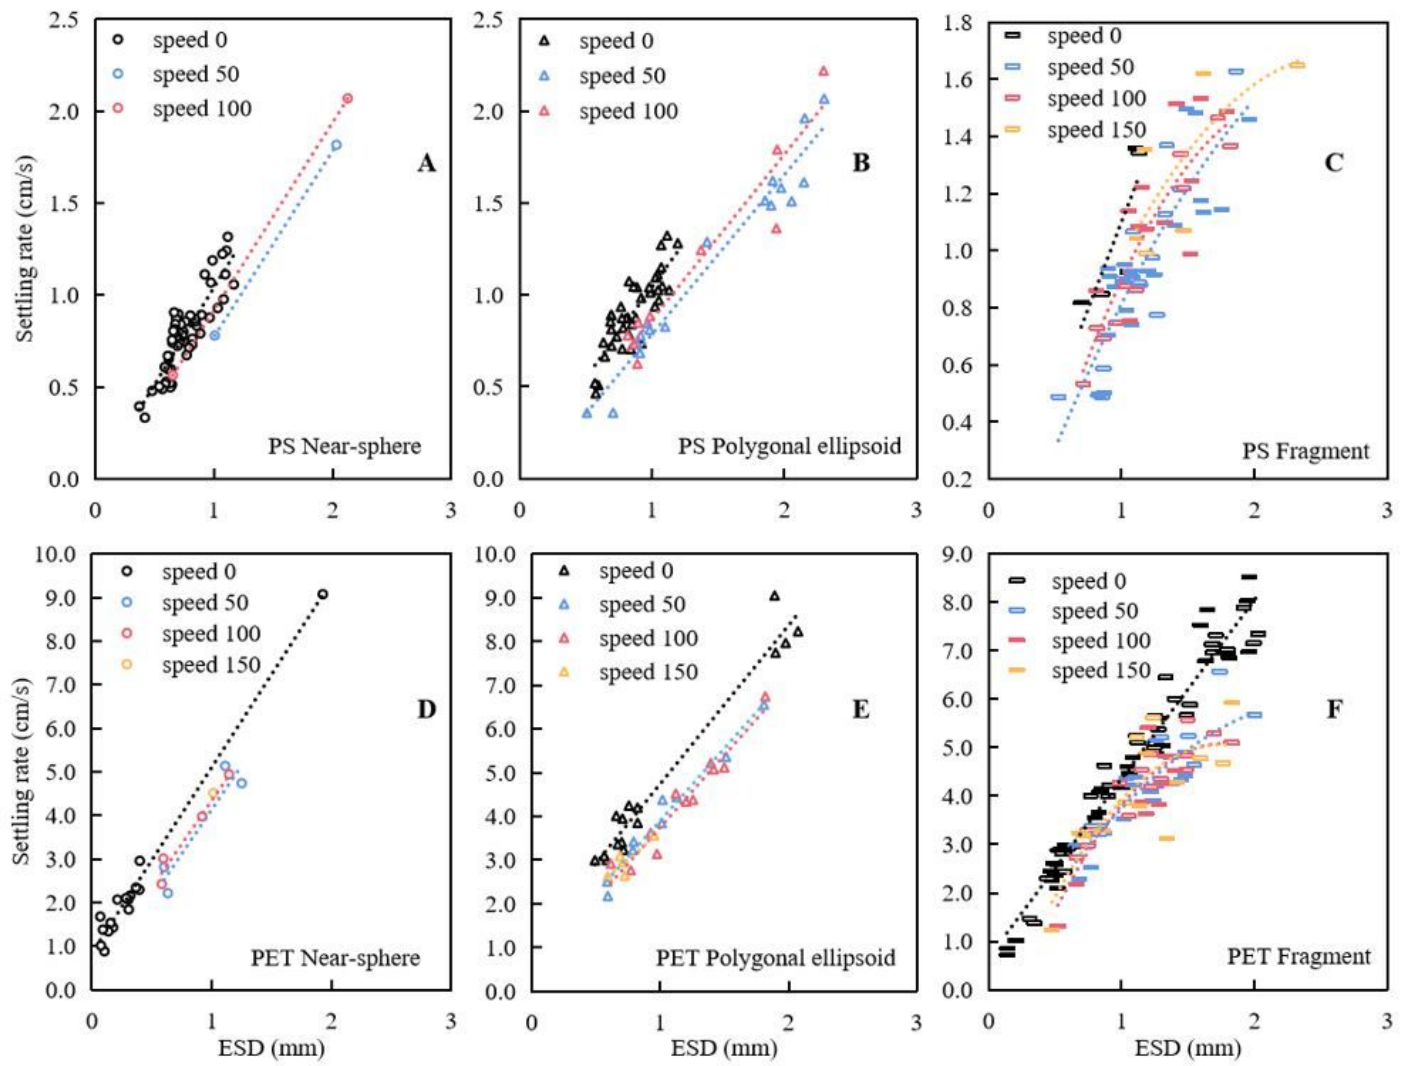 2.5
2.0
1.5
1.0
0.5
0.0
0
1
2
3
Settling rate (cm/s)
speed 0
speed 50
speed 100
A
PS Near-sphere
2.5
2.0
1.5
1.0
0.5
0.0
0
1
2
3
speed 0
speed 50
speed 100
B
PS Polygonal ellipsoid
1.8
1.6
1.4
1.2
1.0
0.8
0.6
0.4
0.2
0
1
2
3
speed 0
speed 50
speed 100
speed 150
C
PS Fragment
10.0
9.0
8.0
7.0
6.0
5.0
4.0
3.0
2.0
1.0
0.0
0
1
2
3
Settling rate (cm/s)
speed 0
speed 50
speed 100
speed 150
D
PET Near-sphere
ESD (mm)
10.0
9.0
8.0
7.0
6.0
5.0
4.0
3.0
2.0
1.0
0.0
0
1
2
3
speed 0
speed 50
speed 100
speed 150
E
PET Polygonal ellipsoid
ESD (mm)
9.0
8.0
7.0
6.0
5.0
4.0
3.0
2.0
1.0
0.0
0
1
2
3
speed 0
speed 50
speed 100
speed 150
F
PET Fragment
ESD (mm)